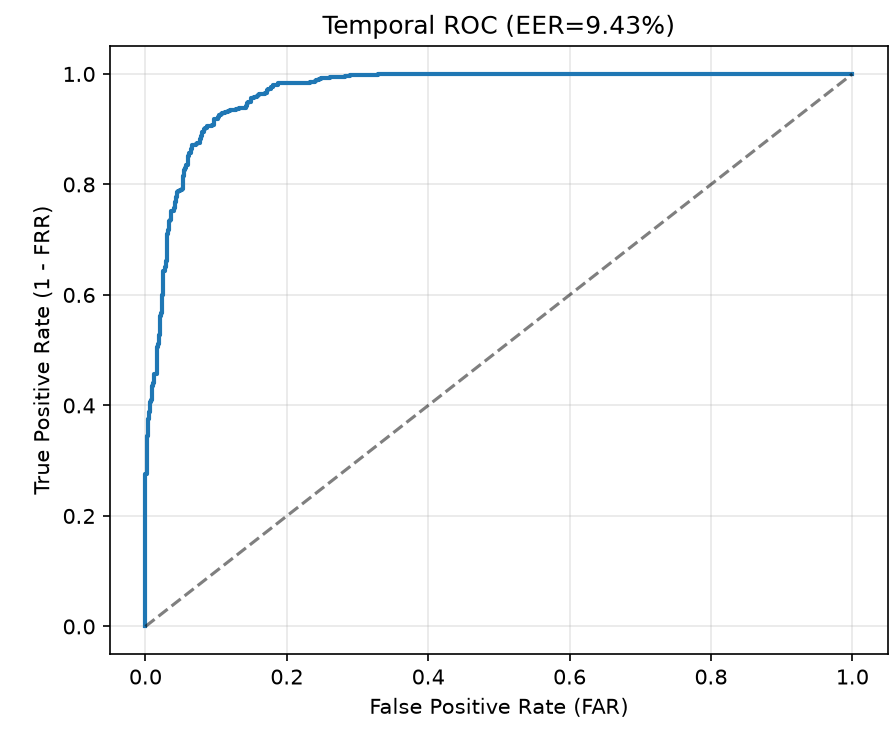 Temporal ROC (EER=9.43%)
True Positive Rate (1 - FRR)
1.0
0.8
0.6
0.4
0.2
0.0
0.0 0.2 0.4 0.6 0.8 1.0
False Positive Rate (FAR)